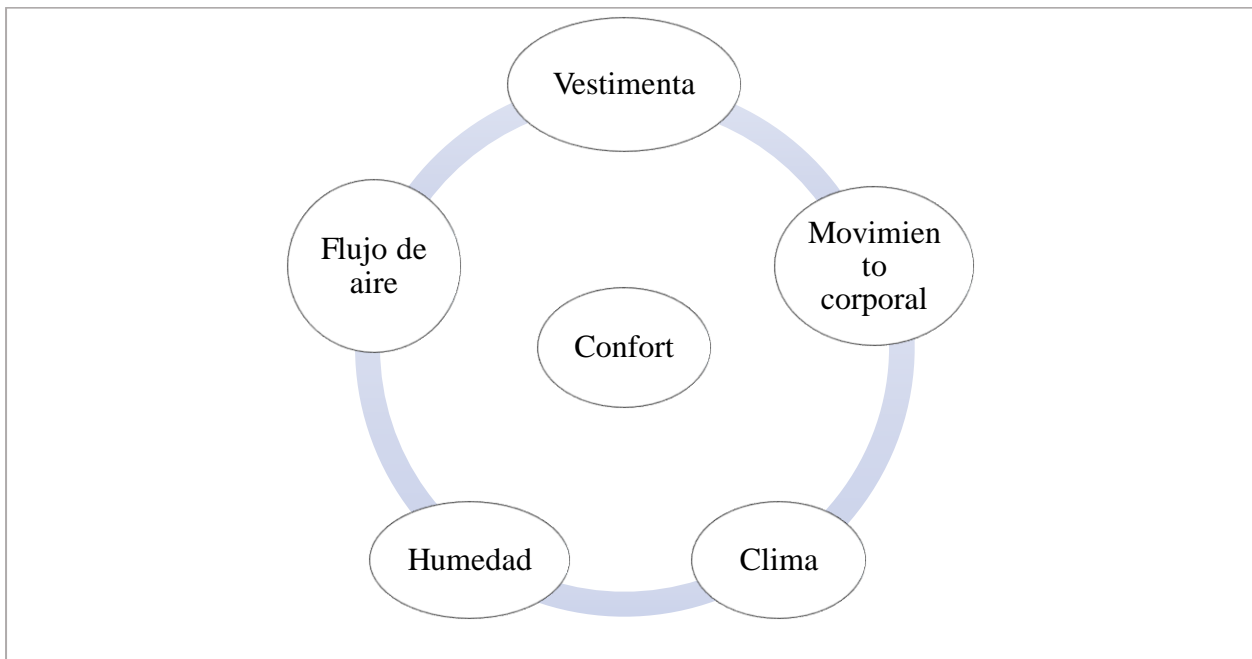 Vestimenta
Movimien
to
corporal
Clima
Humedad
Flujo de
aire
Confort